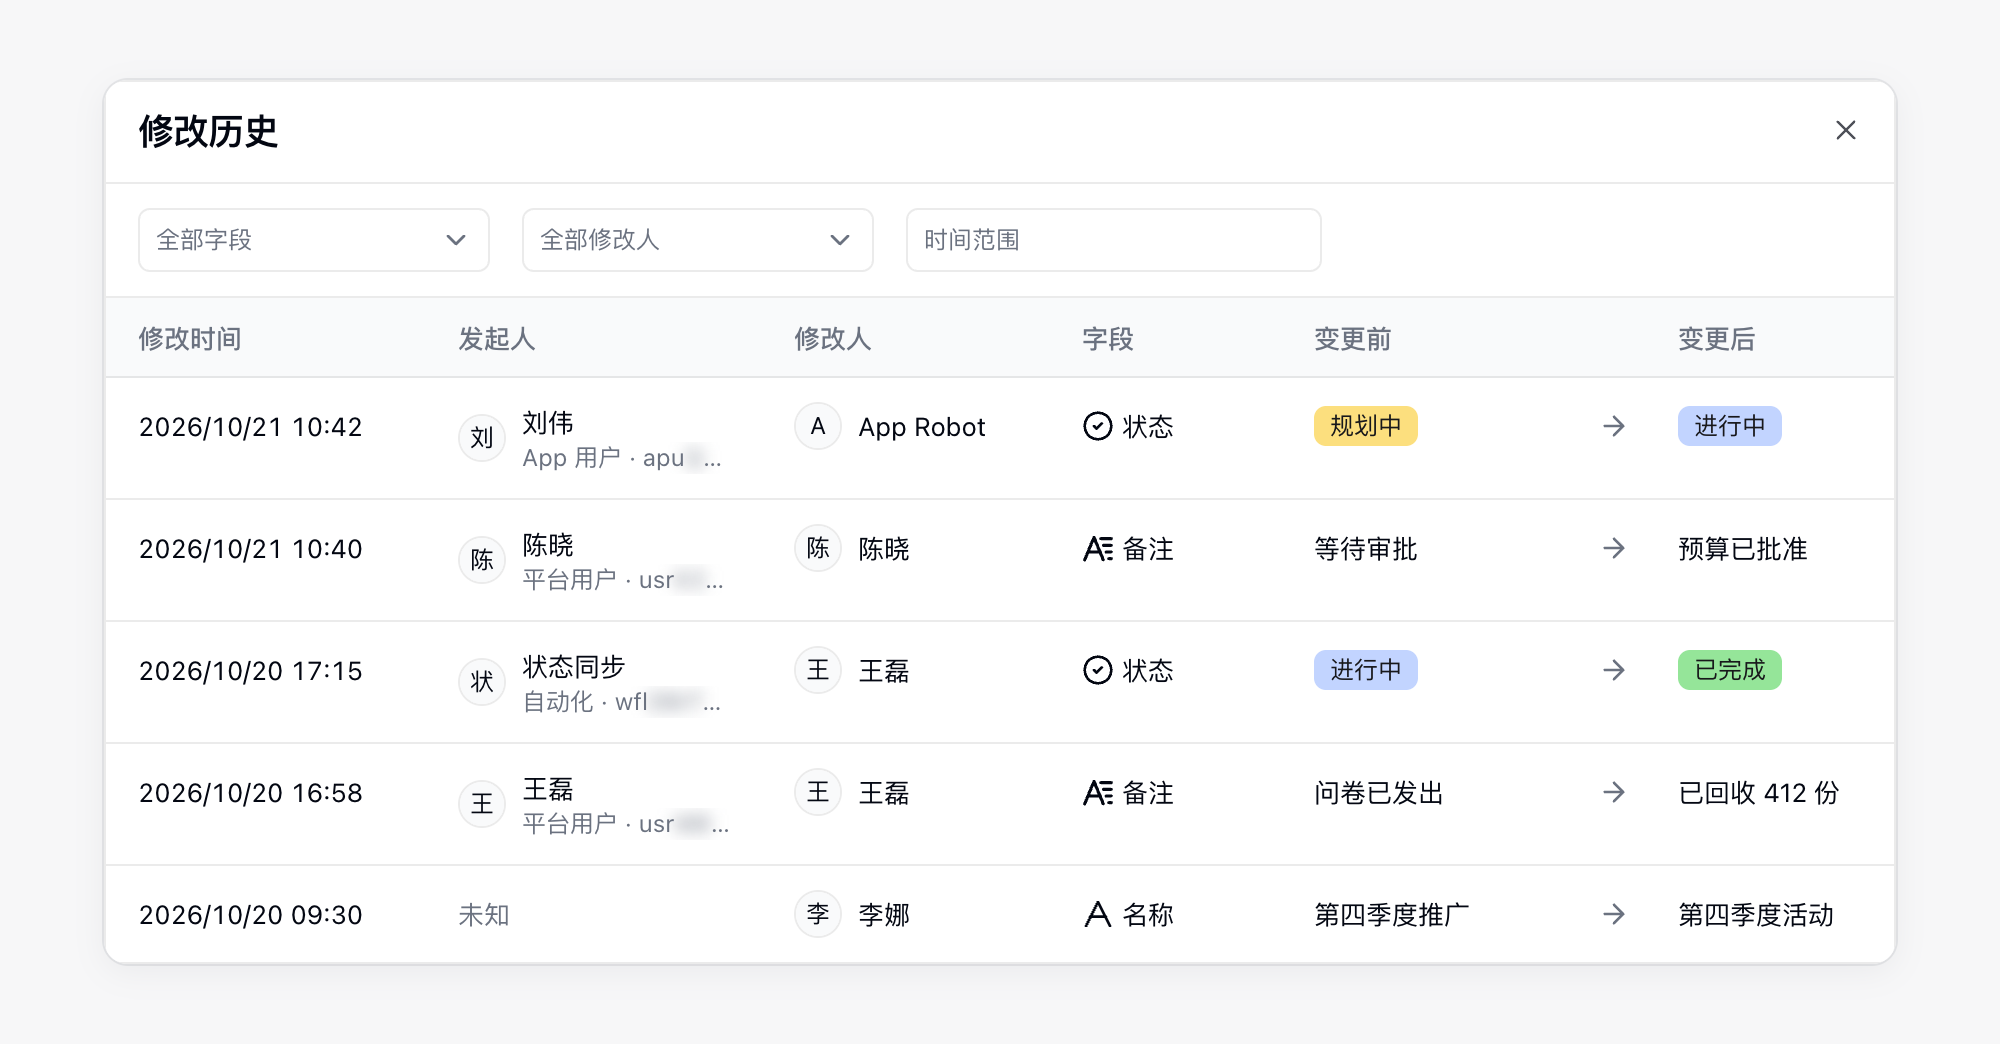 修改历史
全部字段 全部修改人 时间范围
修改时间 发起人 修改人 字段 变更前 变更后
2026/10/21 10:42 刘 刘伟 A App Robot 状态 规划中 → 进行中
App 用户 · apu...
2026/10/21 10:40 陈 陈晓 陈 陈晓 备注 等待审批 → 预算已批准
平台用户 · usr...
2026/10/20 17:15 状 状态同步 王 王磊 状态 进行中 → 已完成
自动化 · wfl...
2026/10/20 16:58 王 王磊 王 王磊 备注 问卷已发出 → 已回收 412 份
平台用户 · usr...
2026/10/20 09:30 未知 李 李娜 名称 第四季度推广 → 第四季度活动